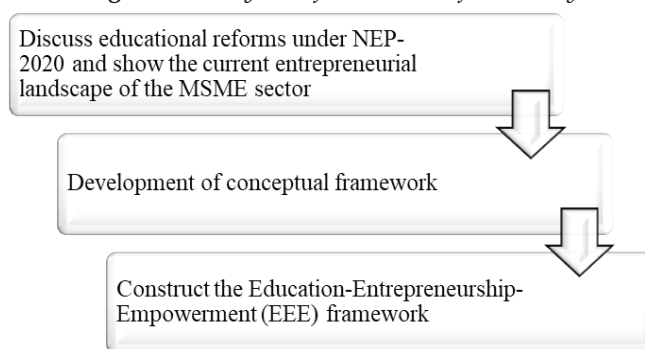 Discuss educational reforms under NEP-
2020 and show the current entrepreneurial
landscape of the MSME sector
Development of conceptual framework
Construct the Education-Entrepreneurship-
Empowerment (EEE) framework